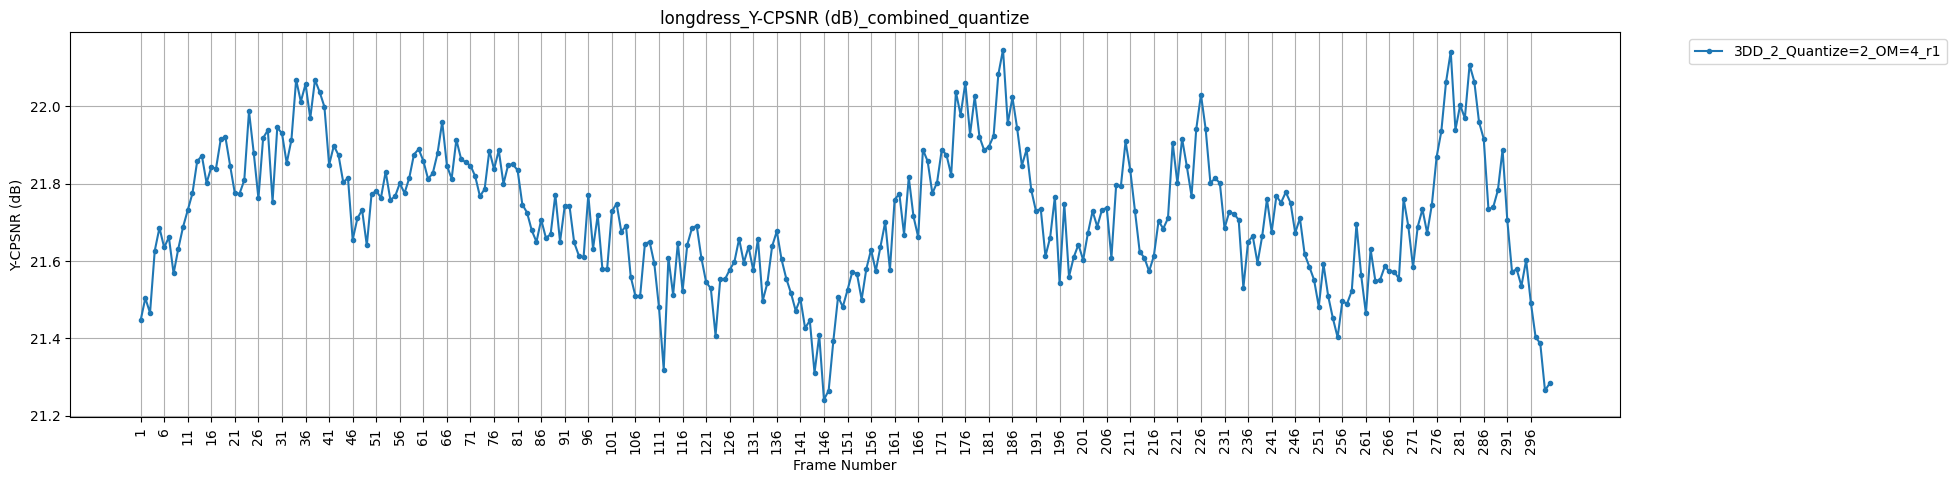 longdress_Y-CPSNR (dB)_combined_quantize
3DD_2_Quantize=2_OM=4_r1
Y-CPSNR (dB)
22.0
21.8
21.6
21.4
21.2
1 6 11 16 21 26 31 36 41 46 51 56 61 66 71 76 81 86 91 96 101 106 111 116 121 126 131 136 141 146 151 156 161 166 171 176 181 186 191 196 201 206 211 216 221 226 231 236 241 246 251 256 261 266 271 276 281 286 291 296
Frame Number